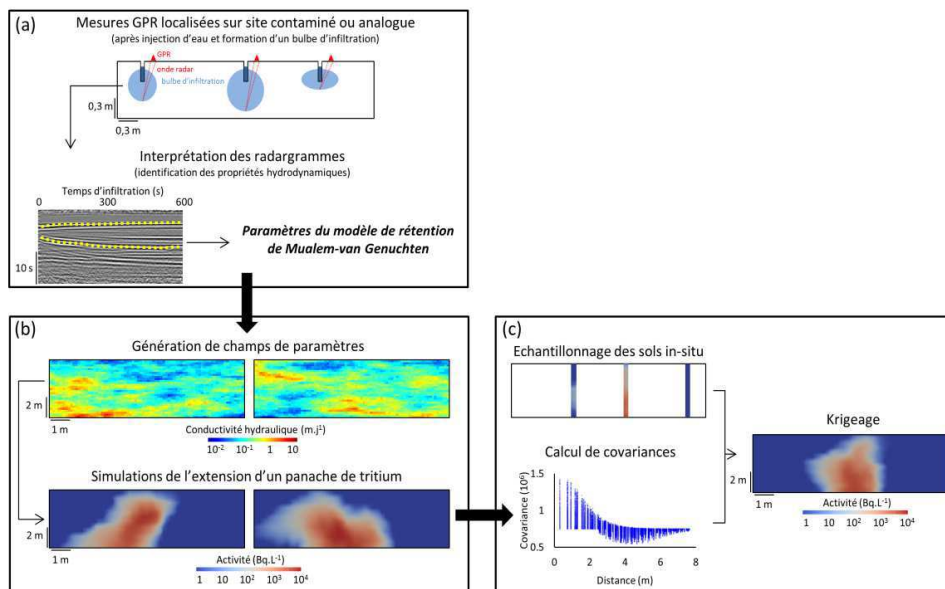 (a)
Mesures GPR localisées sur site contaminé ou analogue
(après injection d'eau et formation d'un bulbe d'infiltration)
GPR
onde radar
bulbe d'infiltration
0,3 m
0,3 m
Interprétation des radargrammes
(identification des propriétés hydrodynamiques)
Temps d'infiltration (s)
0 300 600
10 s
Paramètres du modèle de rétention
de Mualem-van Genuchten
(b)
Génération de champs de paramètres
2 m
1 m
Conductivité hydraulique (m.j¹)
10⁻² 10⁻¹ 1 10
Simulations de l'extension d'un panache de tritium
2 m
1 m
Activité (Bq.L⁻¹)
1 10 10² 10³ 10⁴
(c)
Echantillonnage des sols in-situ
Calcul de covariances
Covariance (10⁶)
1.5
1
0.5
0 2 4 6 8
Distance (m)
Krigeage
2 m
1 m
Activité (Bq.L⁻¹)
1 10 10² 10³ 10⁴